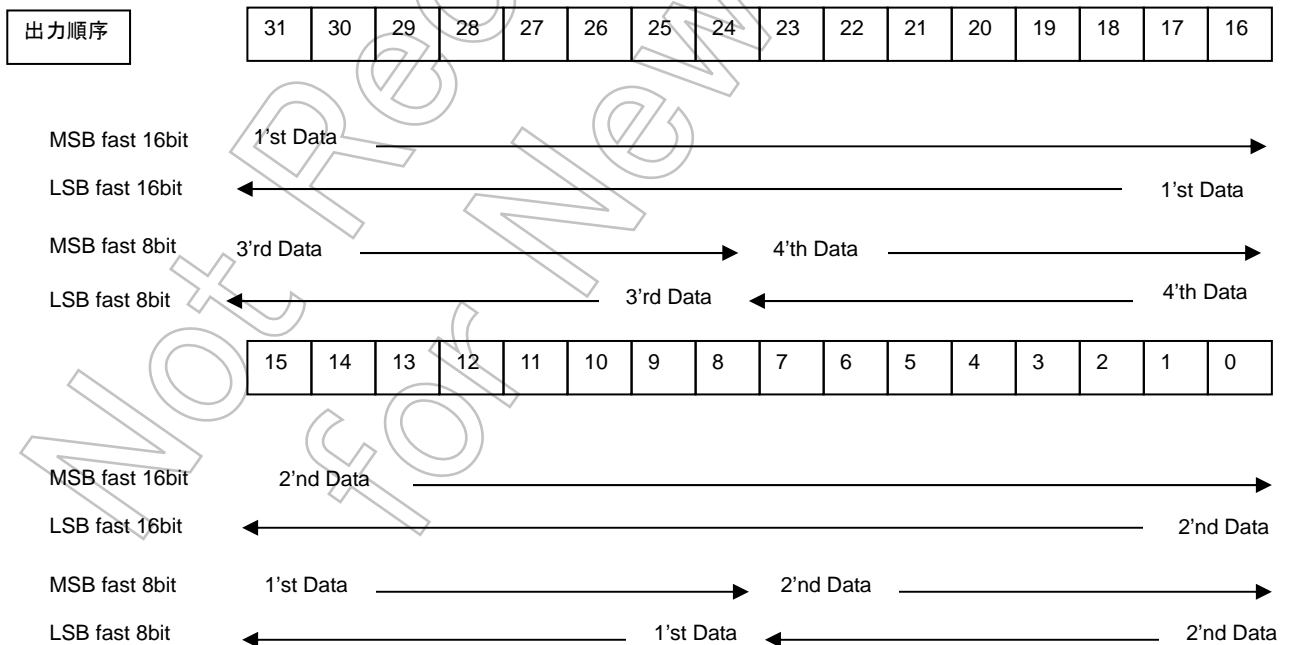 出力順序
31 30 29 28 27 26 25 24 23 22 21 20 19 18 17 16
MSB fast 16bit 1'st Data
LSB fast 16bit 1'st Data
MSB fast 8bit 3'rd Data 4'th Data
LSB fast 8bit 3'rd Data 4'th Data
15 14 13 12 11 10 9 8 7 6 5 4 3 2 1 0
MSB fast 16bit 2'nd Data
LSB fast 16bit 2'nd Data
MSB fast 8bit 1'st Data 2'nd Data
LSB fast 8bit 1'st Data 2'nd Data
Not Rec
for New